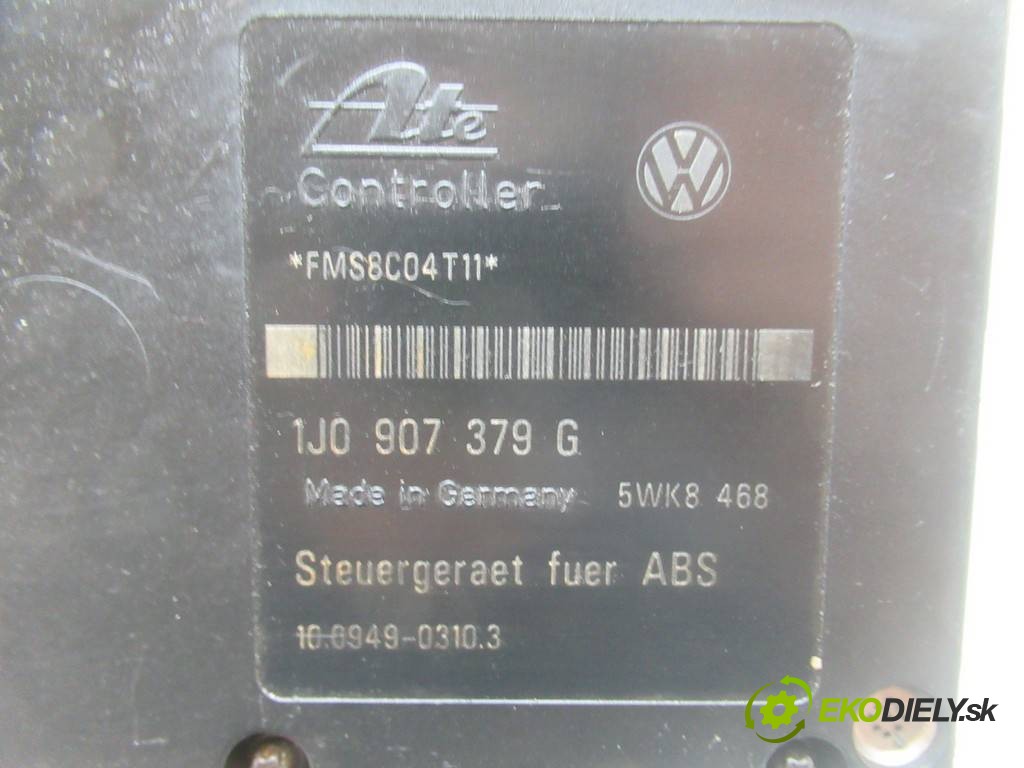 Ate
Controller
*FMS8C04T11*
1J0 907 379 G
Made in Germany 5WK8 468
Steuergeraet fuer ABS
10.0949-0310.3
EKODIELY.sk